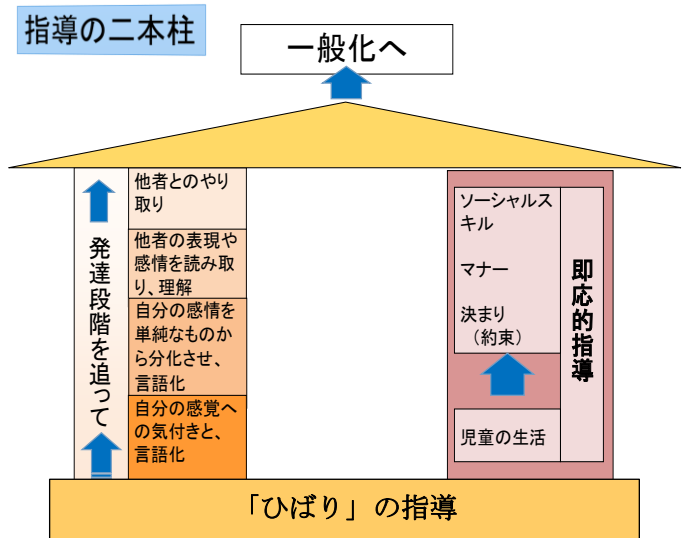 指導の二本柱
一般化へ
発達段階を追って
他者とのやり
取り
他者の表現や
感情を読み取
り、理解
自分の感情を
単純なものか
ら分化させ、
言語化
自分の感覚へ
の気付きと、
言語化
ソーシャルス
キル
マナー
決まり
（約束）
児童の生活
即応的指導
「ひばり」の指導